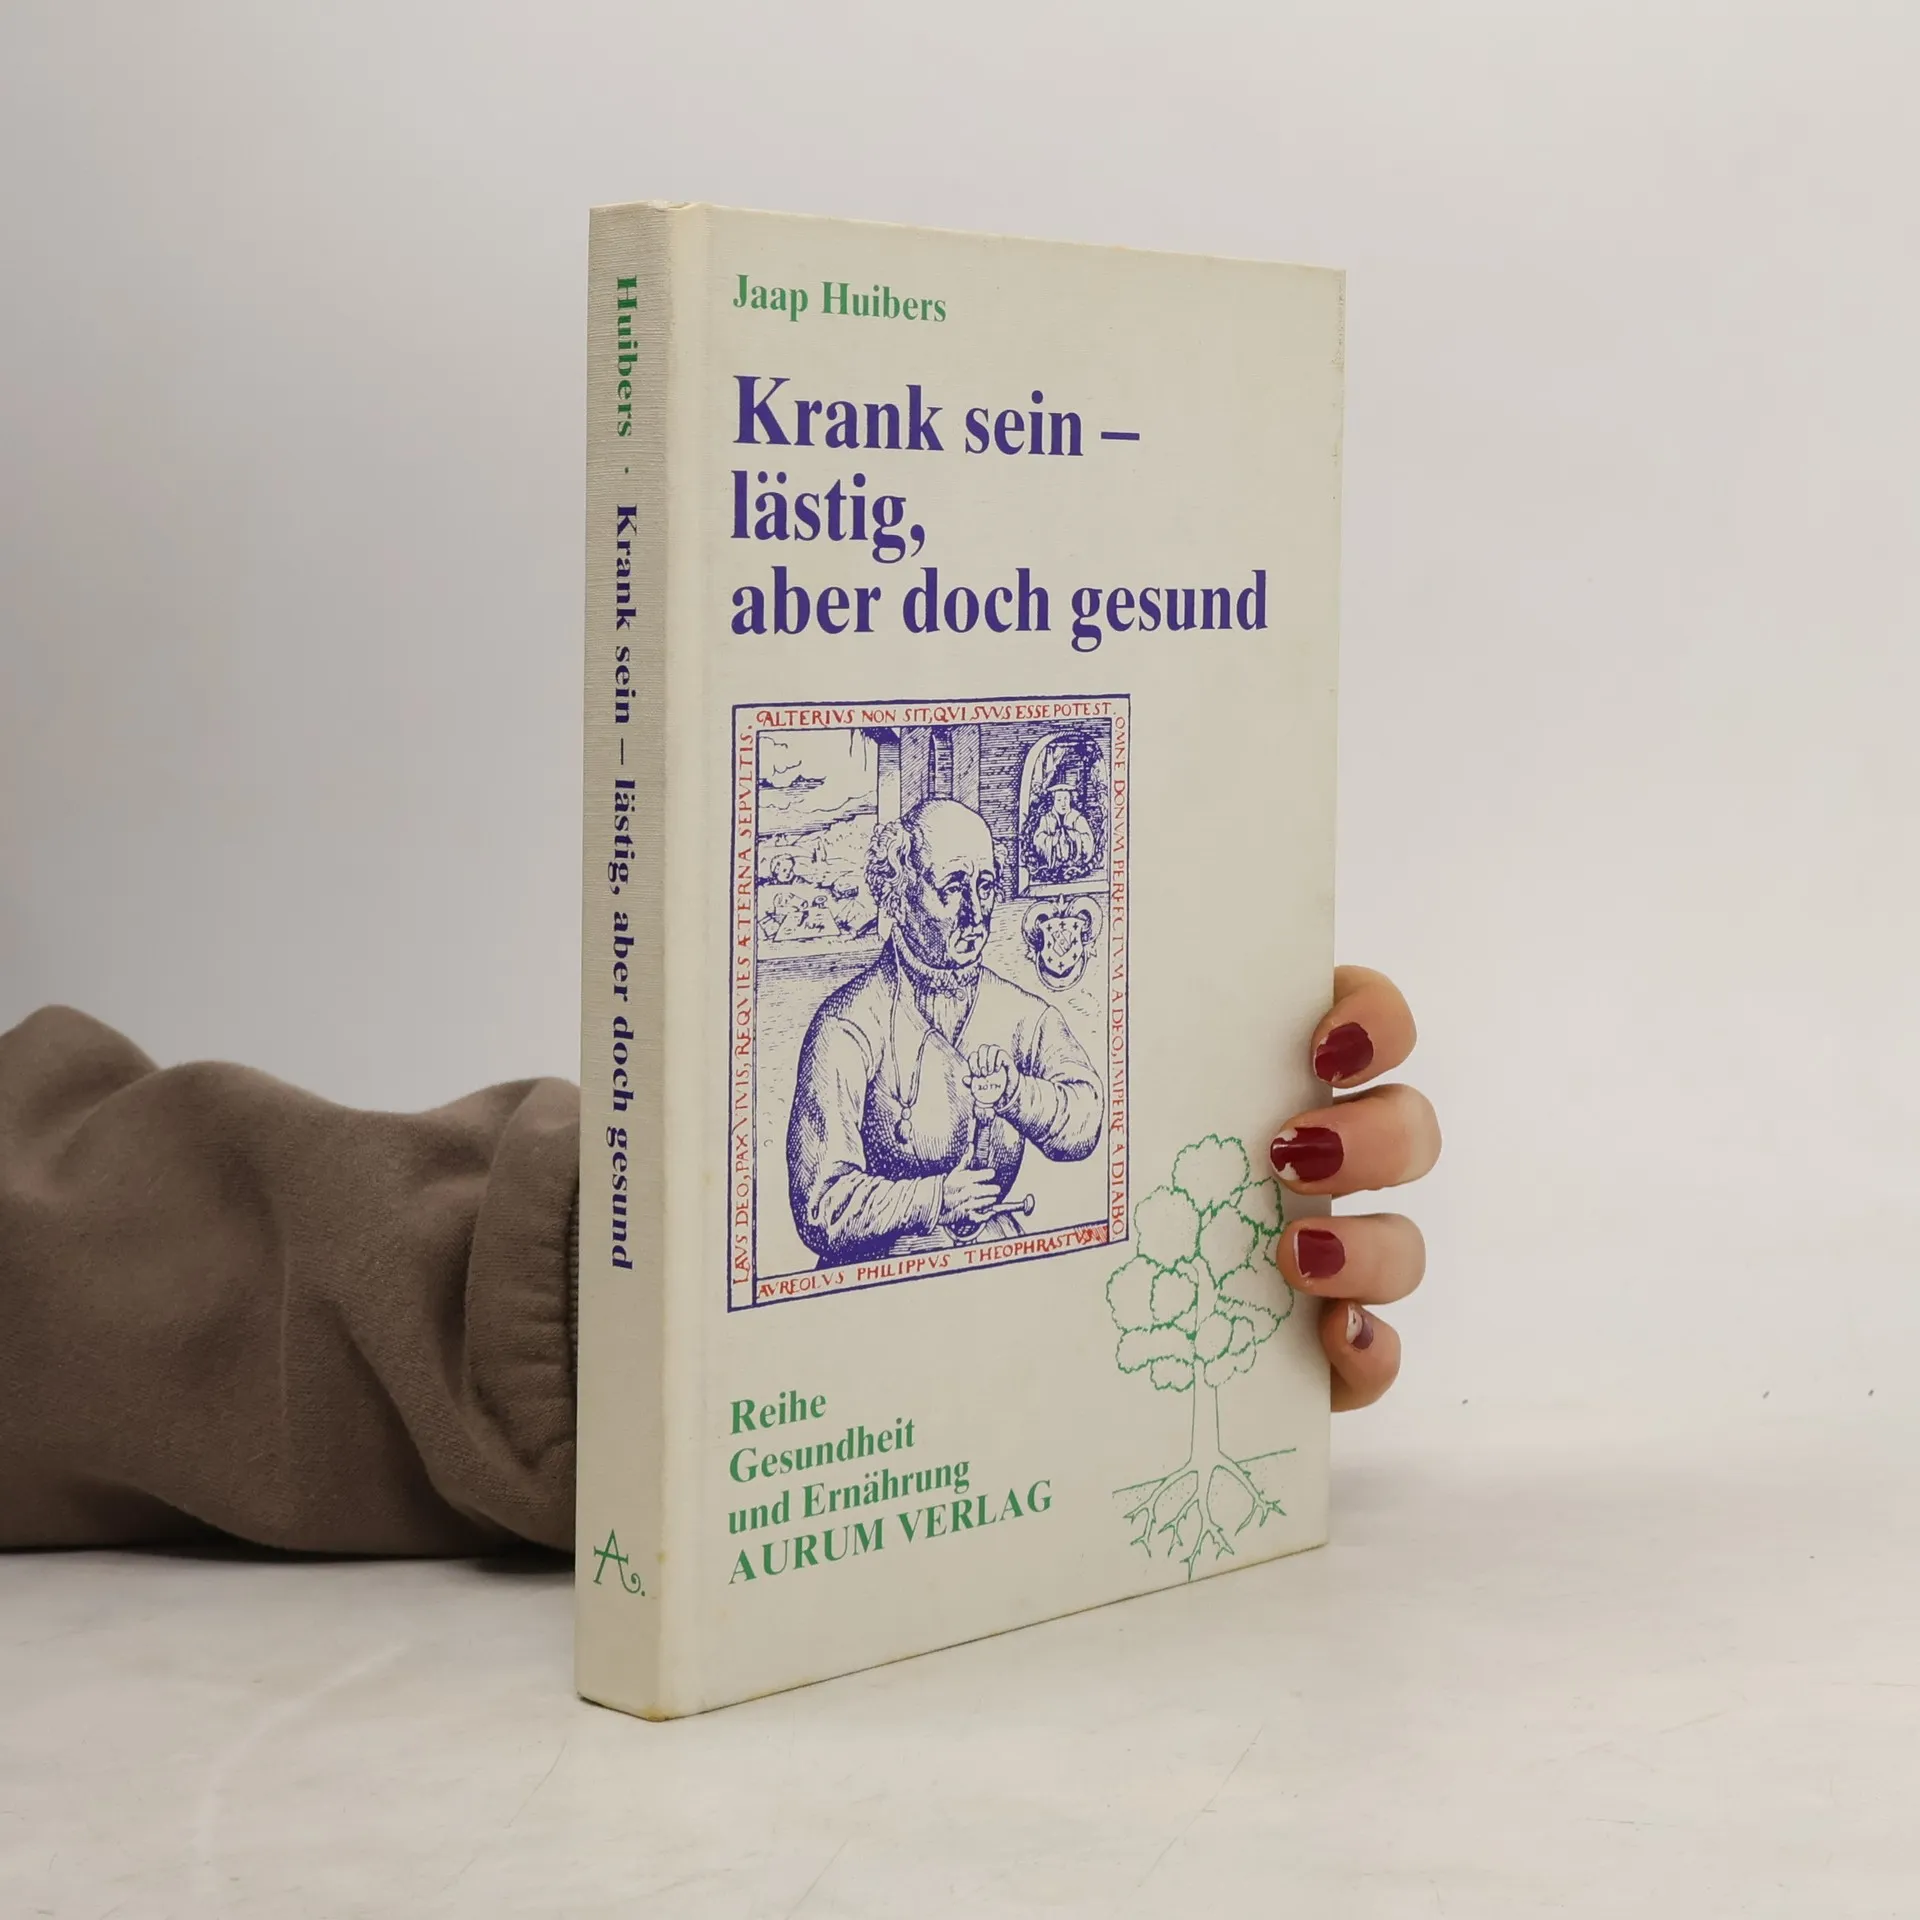 Huibers · Krank sein – lästig, aber doch gesund
A.
Jaap Huibers
Krank sein –
lästig,
aber doch gesund
ALTERIVS NON SIT, QVI SVVS ESSE POTEST.
OMNE DONVM PERFECTVM A DEO, IMPERF. A DIABO.
LAVS DEO, PAX VIVIS, REQVIES ÆTERNA SEPVLTIS.
AVREOLVS PHILIPPVS THEOPHRASTVS
Reihe
Gesundheit
und Ernährung
AURUM VERLAG